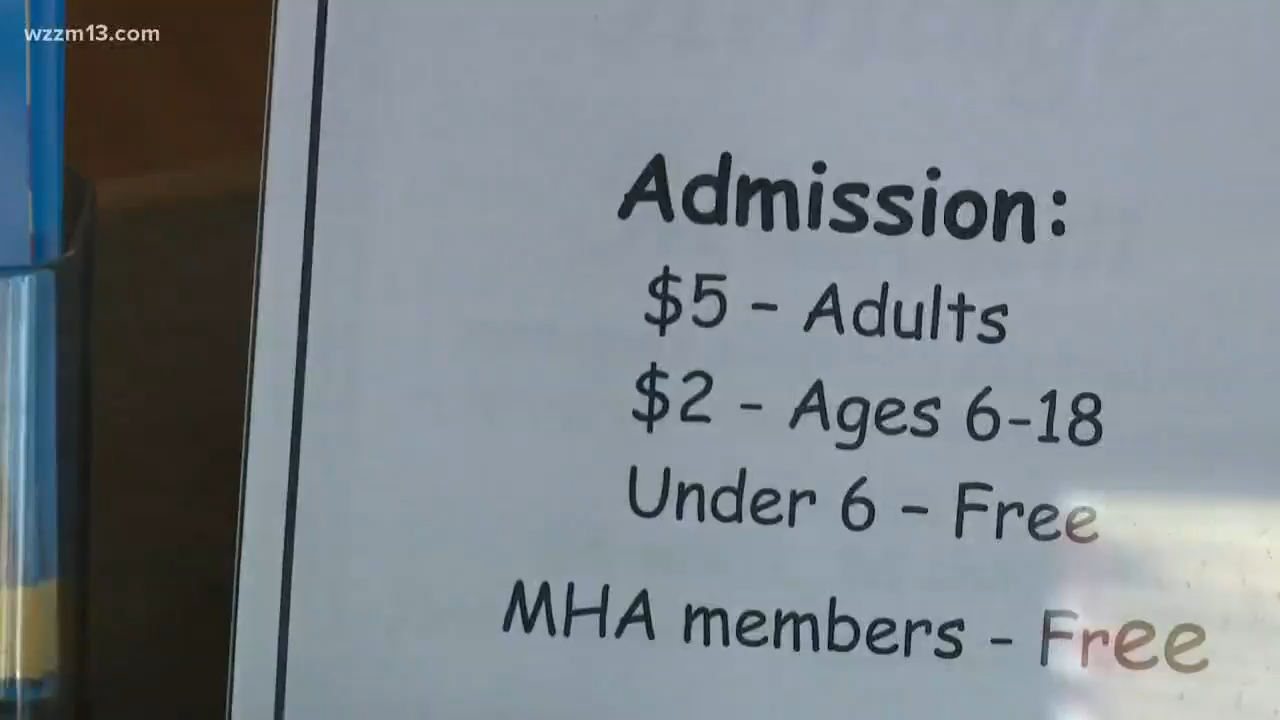 wzzm13.com
Admission:
$5 - Adults
$2 - Ages 6-18
Under 6 - Free
MHA members - Free